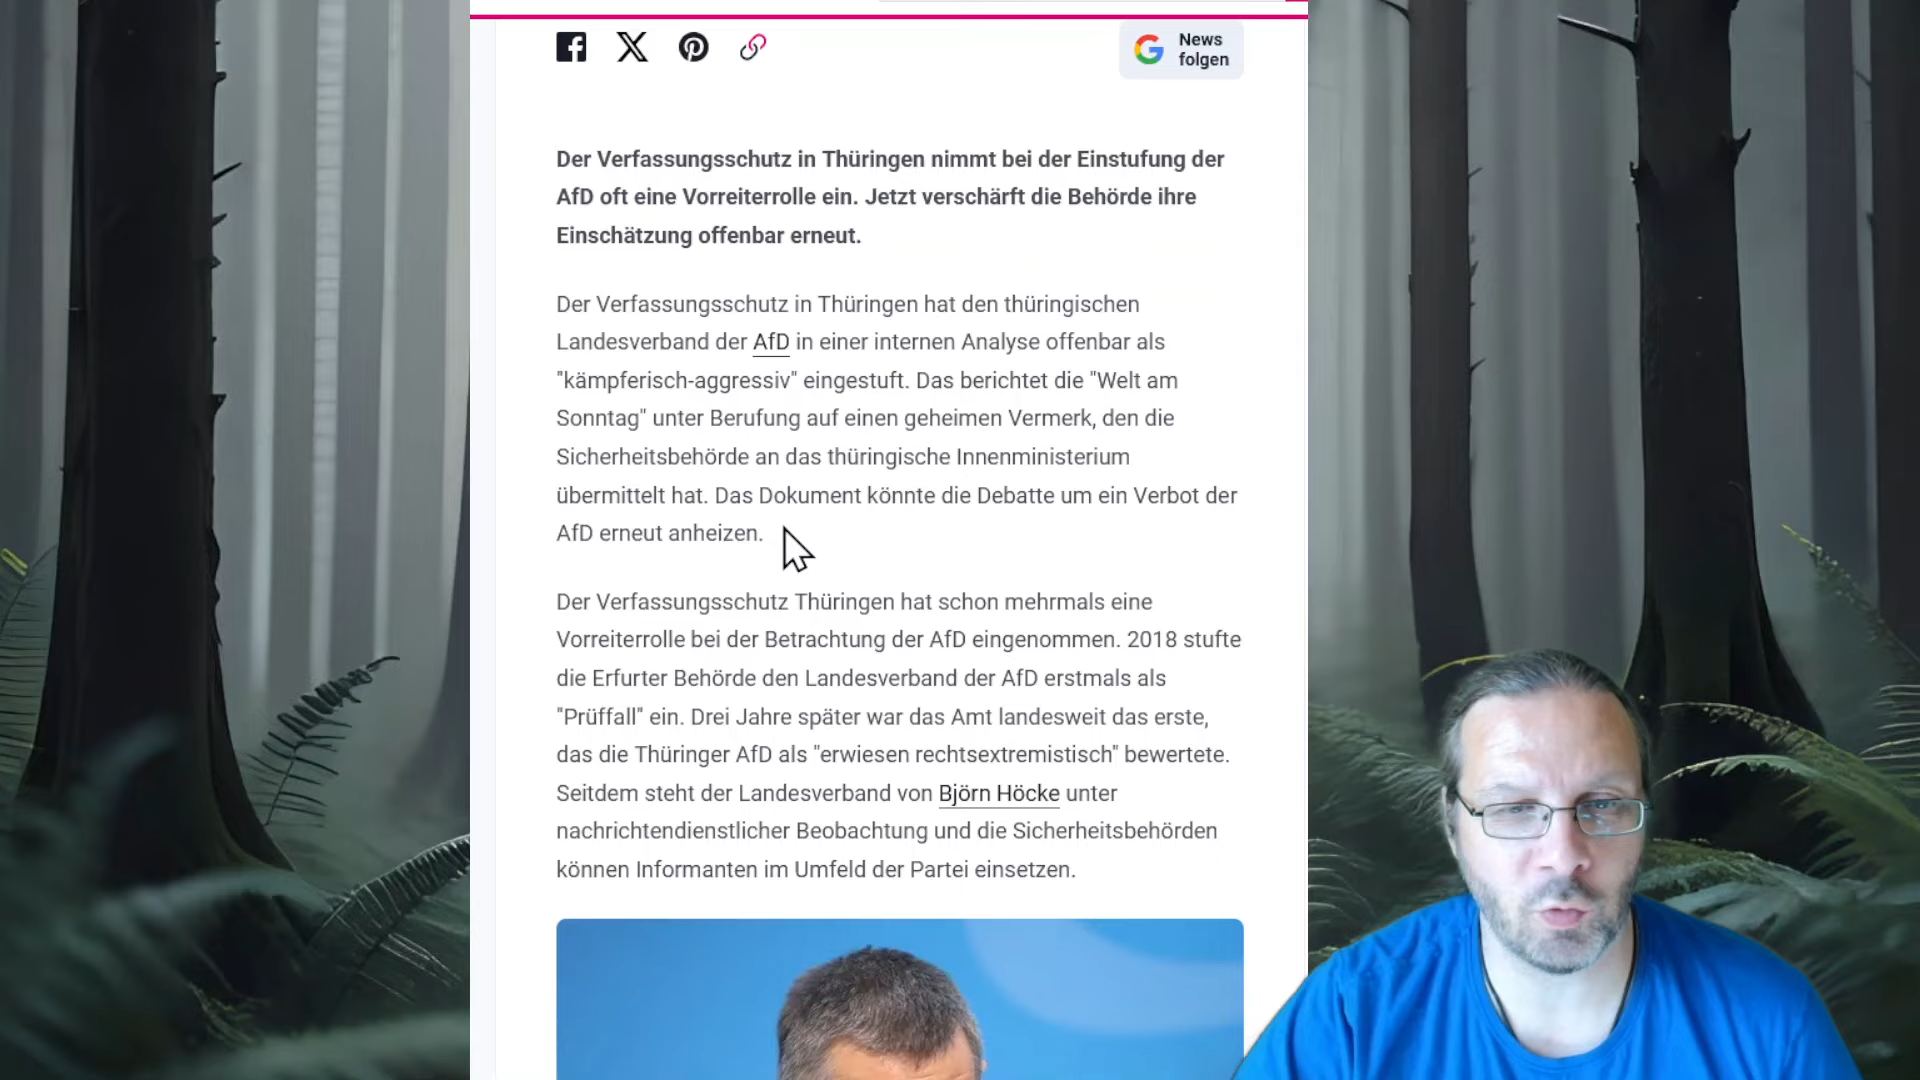 News
folgen
Der Verfassungsschutz in Thüringen nimmt bei der Einstufung der
AfD oft eine Vorreiterrolle ein. Jetzt verschärft die Behörde ihre
Einschätzung offenbar erneut.
Der Verfassungsschutz in Thüringen hat den thüringischen
Landesverband der AfD in einer internen Analyse offenbar als
"kämpferisch-aggressiv" eingestuft. Das berichtet die "Welt am
Sonntag" unter Berufung auf einen geheimen Vermerk, den die
Sicherheitsbehörde an das thüringische Innenministerium
übermittelt hat. Das Dokument könnte die Debatte um ein Verbot der
AfD erneut anheizen.
Der Verfassungsschutz Thüringen hat schon mehrmals eine
Vorreiterrolle bei der Betrachtung der AfD eingenommen. 2018 stufte
die Erfurter Behörde den Landesverband der AfD erstmals als
"Prüffall" ein. Drei Jahre später war das Amt landesweit das erste,
das die Thüringer AfD als "erwiesen rechtsextremistisch" bewertete.
Seitdem steht der Landesverband von Björn Höcke unter
nachrichtendienstlicher Beobachtung und die Sicherheitsbehörden
können Informanten im Umfeld der Partei einsetzen.